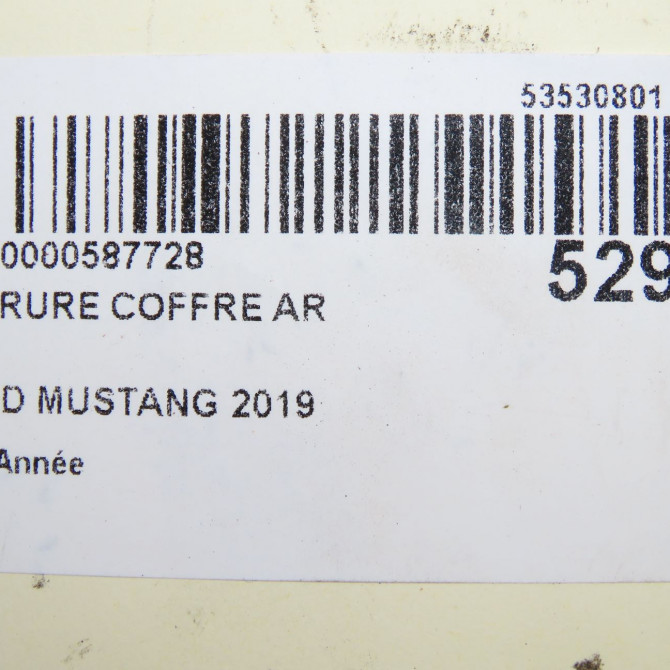 53530801
0000587728
529
RURE COFFRE AR
D MUSTANG 2019
Année